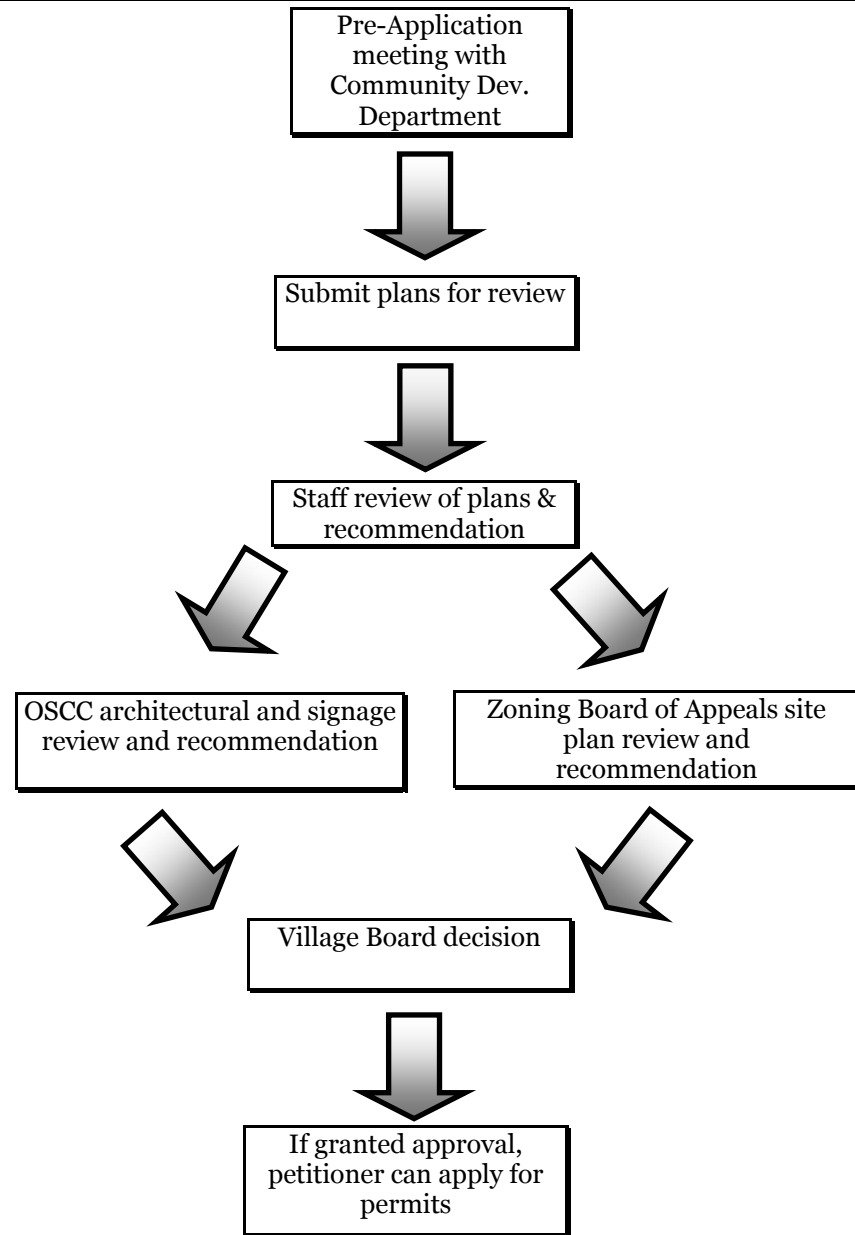 Pre-Application
meeting with
Community Dev.
Department
Submit plans for review
Staff review of plans &
recommendation
OSCC architectural and signage
review and recommendation
Zoning Board of Appeals site
plan review and
recommendation
Village Board decision
If granted approval,
petitioner can apply for
permits